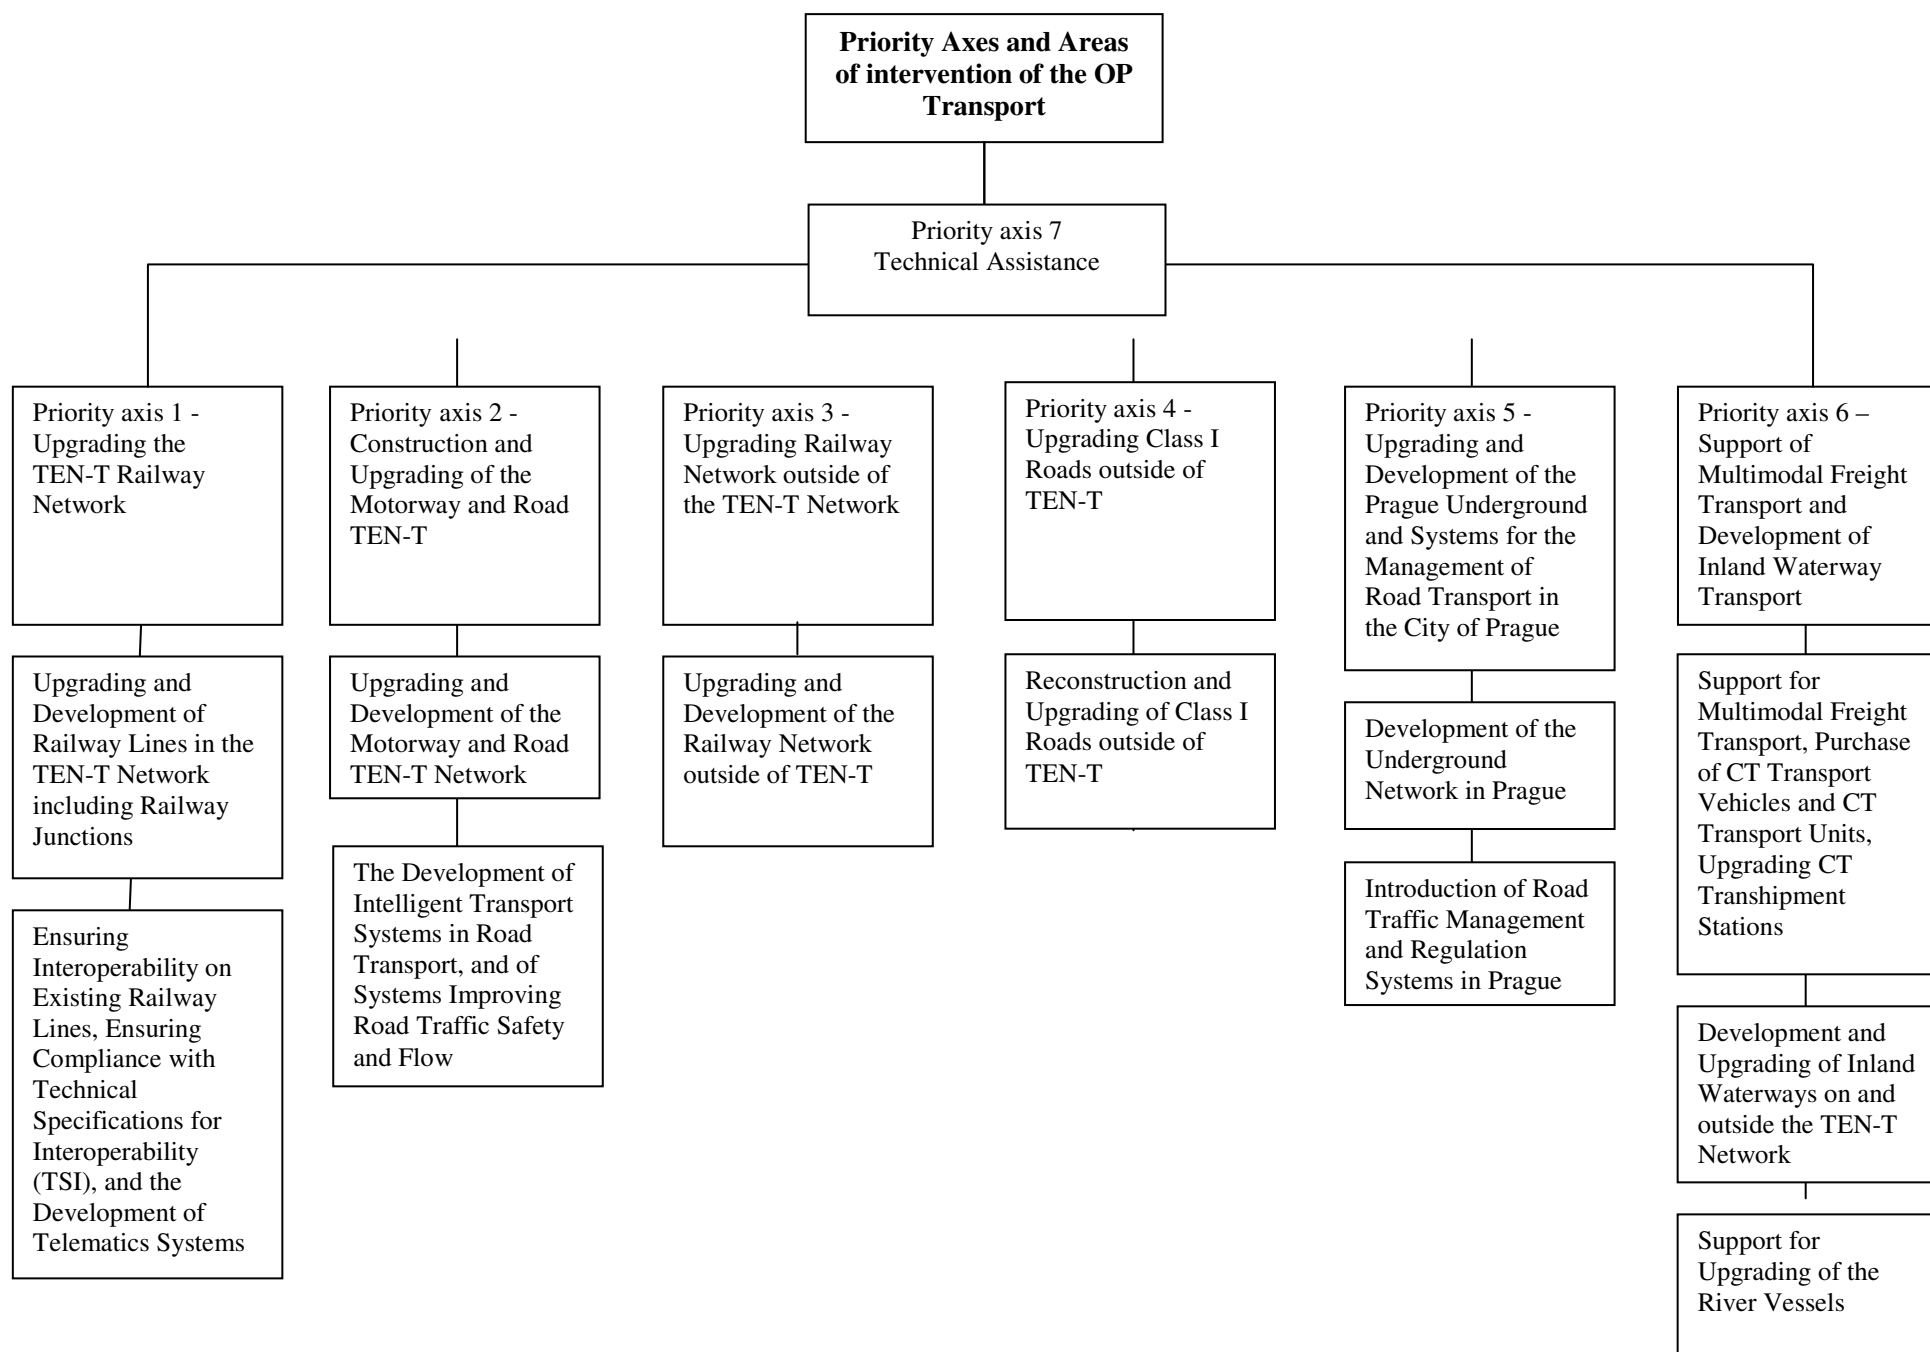 Priority Axes and Areas
of intervention of the OP
Transport
Priority axis 7
Technical Assistance
Priority axis 1 -
Upgrading the
TEN-T Railway
Network
Priority axis 2 -
Construction and
Upgrading of the
Motorway and Road
TEN-T
Priority axis 3 -
Upgrading Railway
Network outside of
the TEN-T Network
Priority axis 4 -
Upgrading Class I
Roads outside of
TEN-T
Priority axis 5 -
Upgrading and
Development of the
Prague Underground
and Systems for the
Management of
Road Transport in
the City of Prague
Priority axis 6 –
Support of
Multimodal Freight
Transport and
Development of
Inland Waterway
Transport
Upgrading and
Development of
Railway Lines in the
TEN-T Network
including Railway
Junctions
Upgrading and
Development of the
Motorway and Road
TEN-T Network
Upgrading and
Development of the
Railway Network
outside of TEN-T
Reconstruction and
Upgrading of Class I
Roads outside of
TEN-T
Development of the
Underground
Network in Prague
Support for
Multimodal Freight
Transport, Purchase
of CT Transport
Vehicles and CT
Transport Units,
Upgrading CT
Transhipment
Stations
Ensuring
Interoperability on
Existing Railway
Lines, Ensuring
Compliance with
Technical
Specifications for
Interoperability
(TSI), and the
Development of
Telematics Systems
The Development of
Intelligent Transport
Systems in Road
Transport, and of
Systems Improving
Road Traffic Safety
and Flow
Introduction of Road
Traffic Management
and Regulation
Systems in Prague
Development and
Upgrading of Inland
Waterways on and
outside the TEN-T
Network
Support for
Upgrading of the
River Vessels